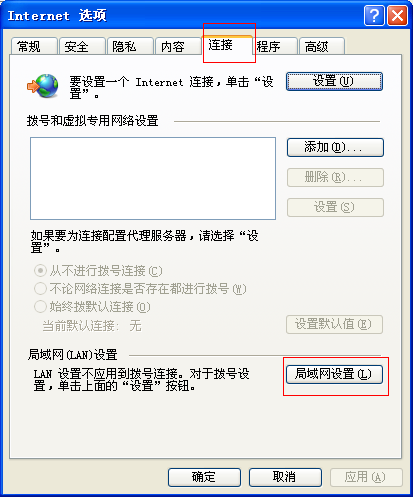 Internet 选项
常规 安全 隐私 内容 连接 程序 高级
要设置一个 Internet 连接，单击“设
置”。
设置(U)
拨号和虚拟专用网络设置
添加(D)...
删除(R)...
设置(S)
如果要为连接配置代理服务器，请选择“设
置”。
从不进行拨号连接(C)
不论网络连接是否存在都进行拨号(W)
始终拨默认连接(O)
当前默认连接： 无
设置默认值(E)
局域网(LAN)设置
LAN 设置不应用到拨号连接。对于拨号设
置，单击上面的“设置”按钮。
局域网设置(L)
确定 取消 应用(A)